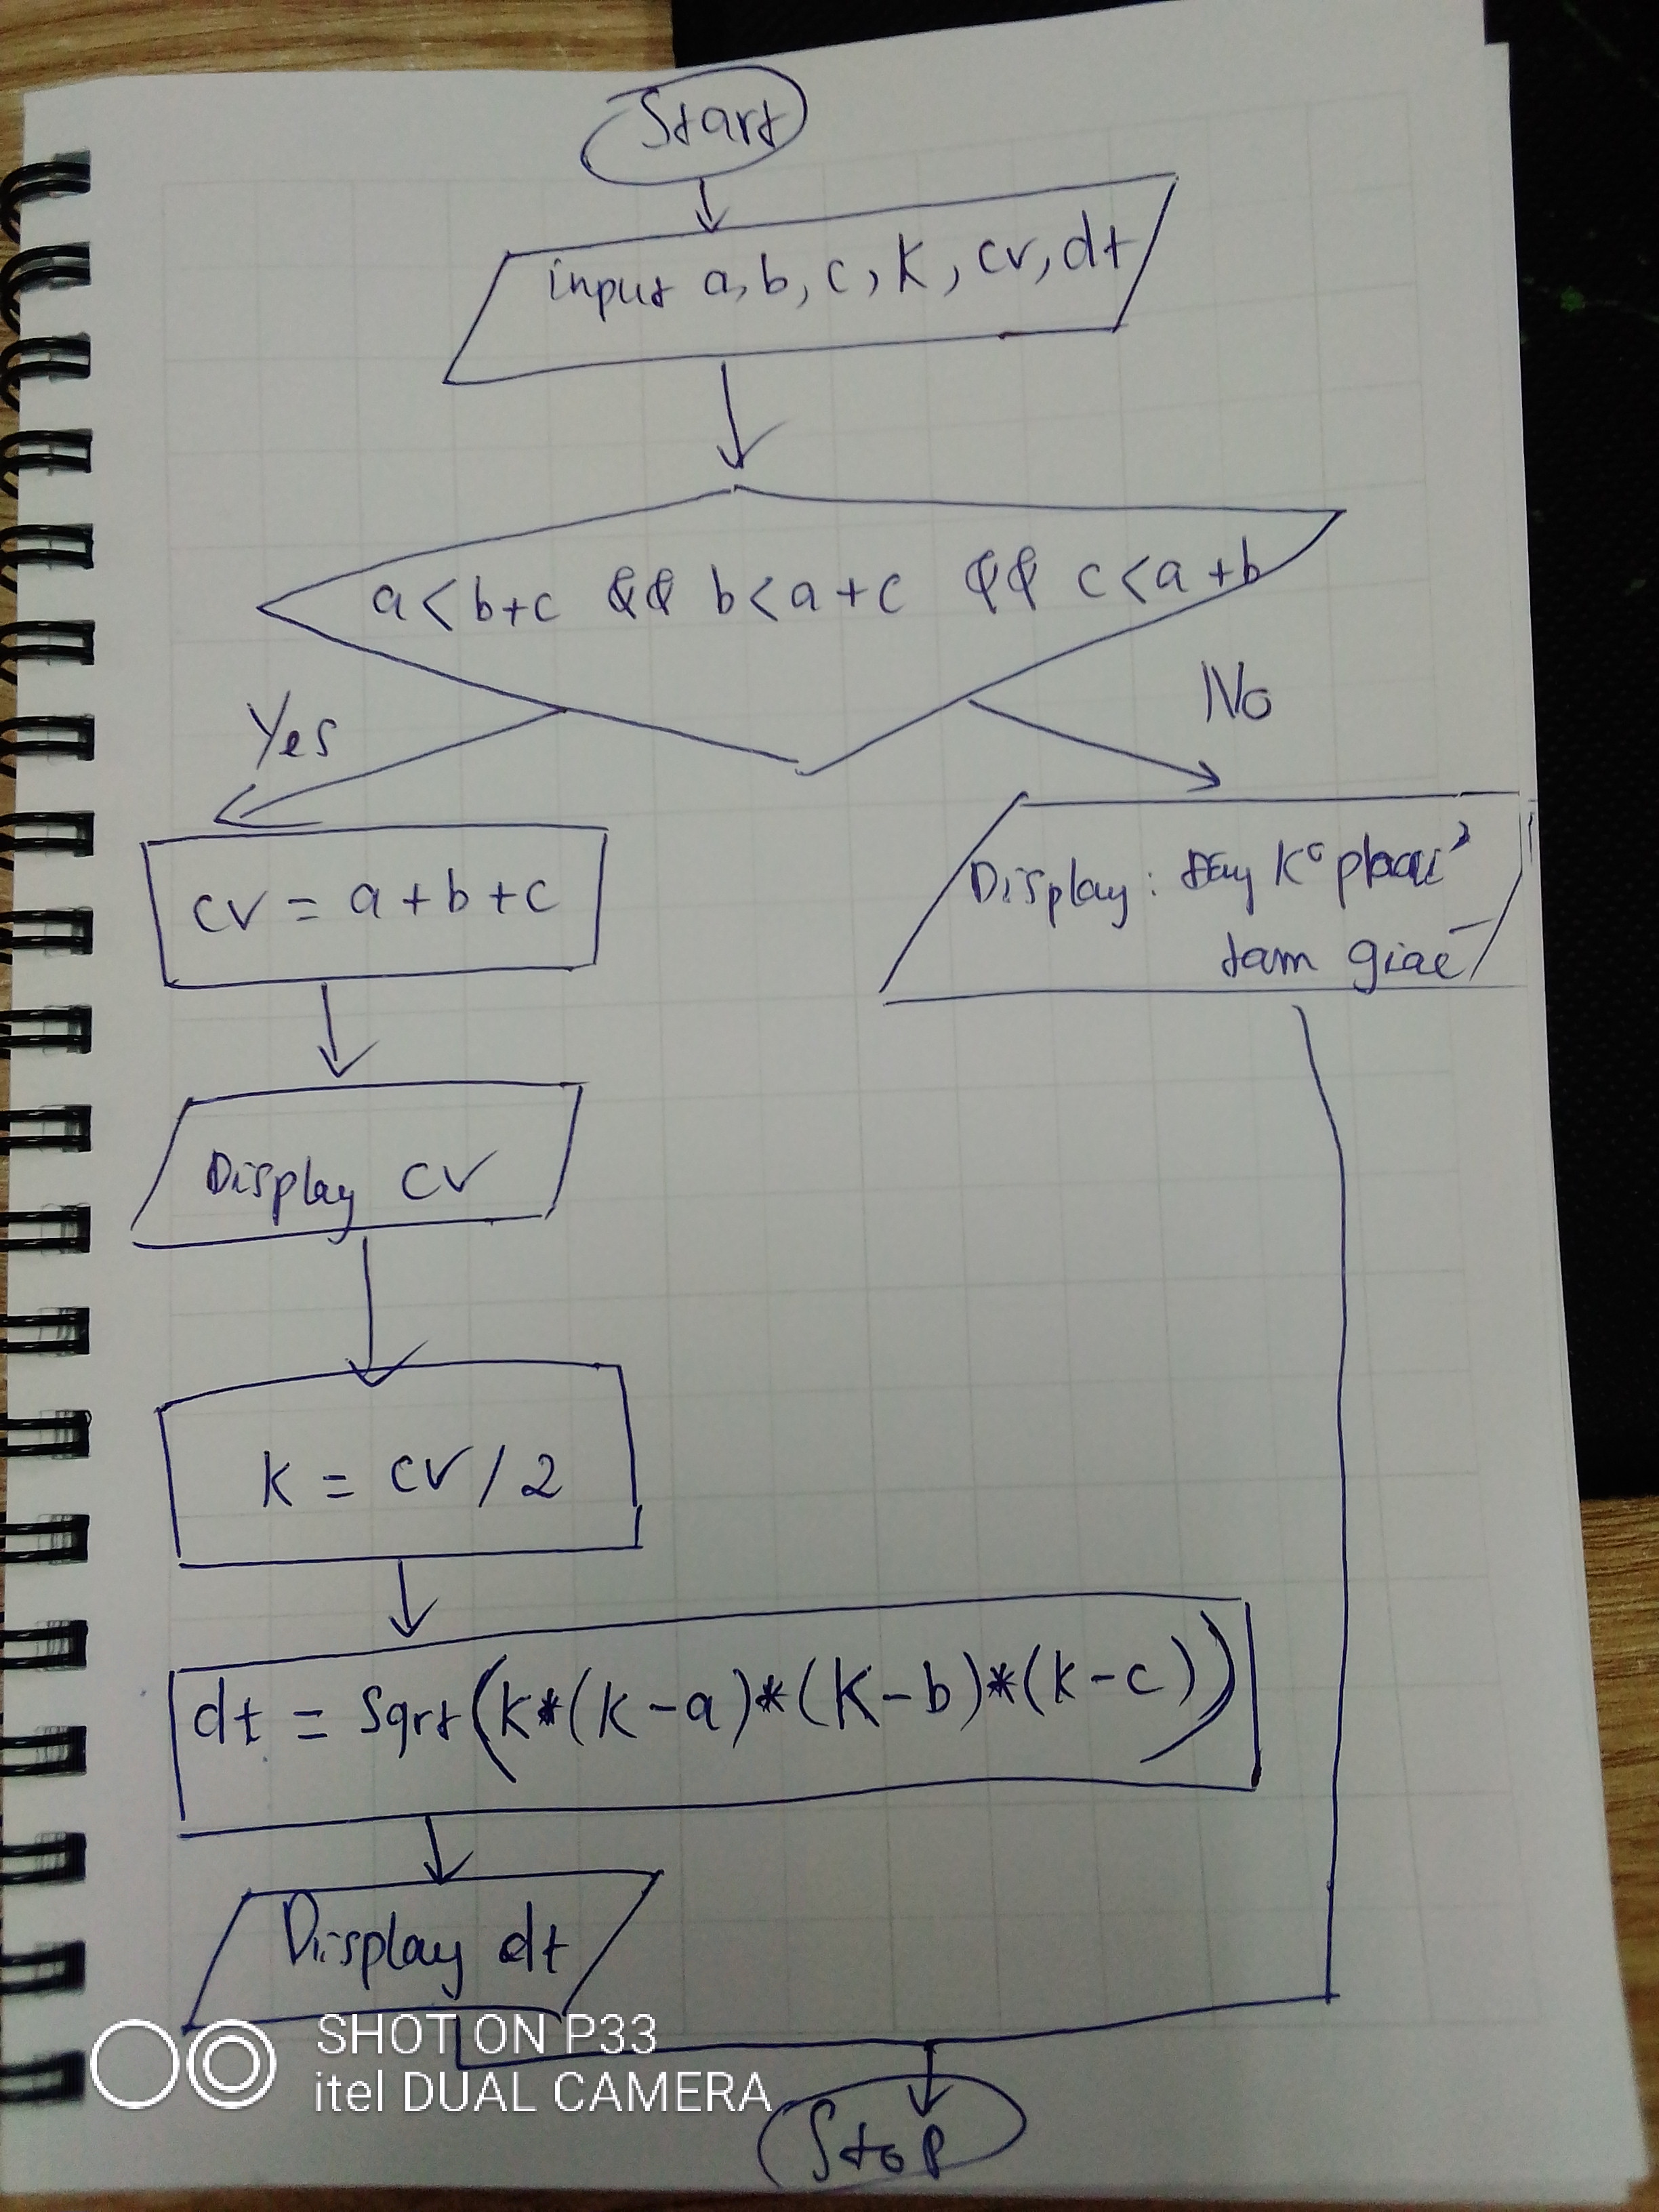 Start
input a, b, c, K, cv, dt
a < b+c && b < a+c && c < a+b
Yes
No
cv = a+b+c
Display: đây K° phải
tam giác
Display cv
K = cv / 2
dt = Sqrt(k*(k-a)*(k-b)*(k-c))
Display dt
SHOT ON P33
itel DUAL CAMERA
Stop